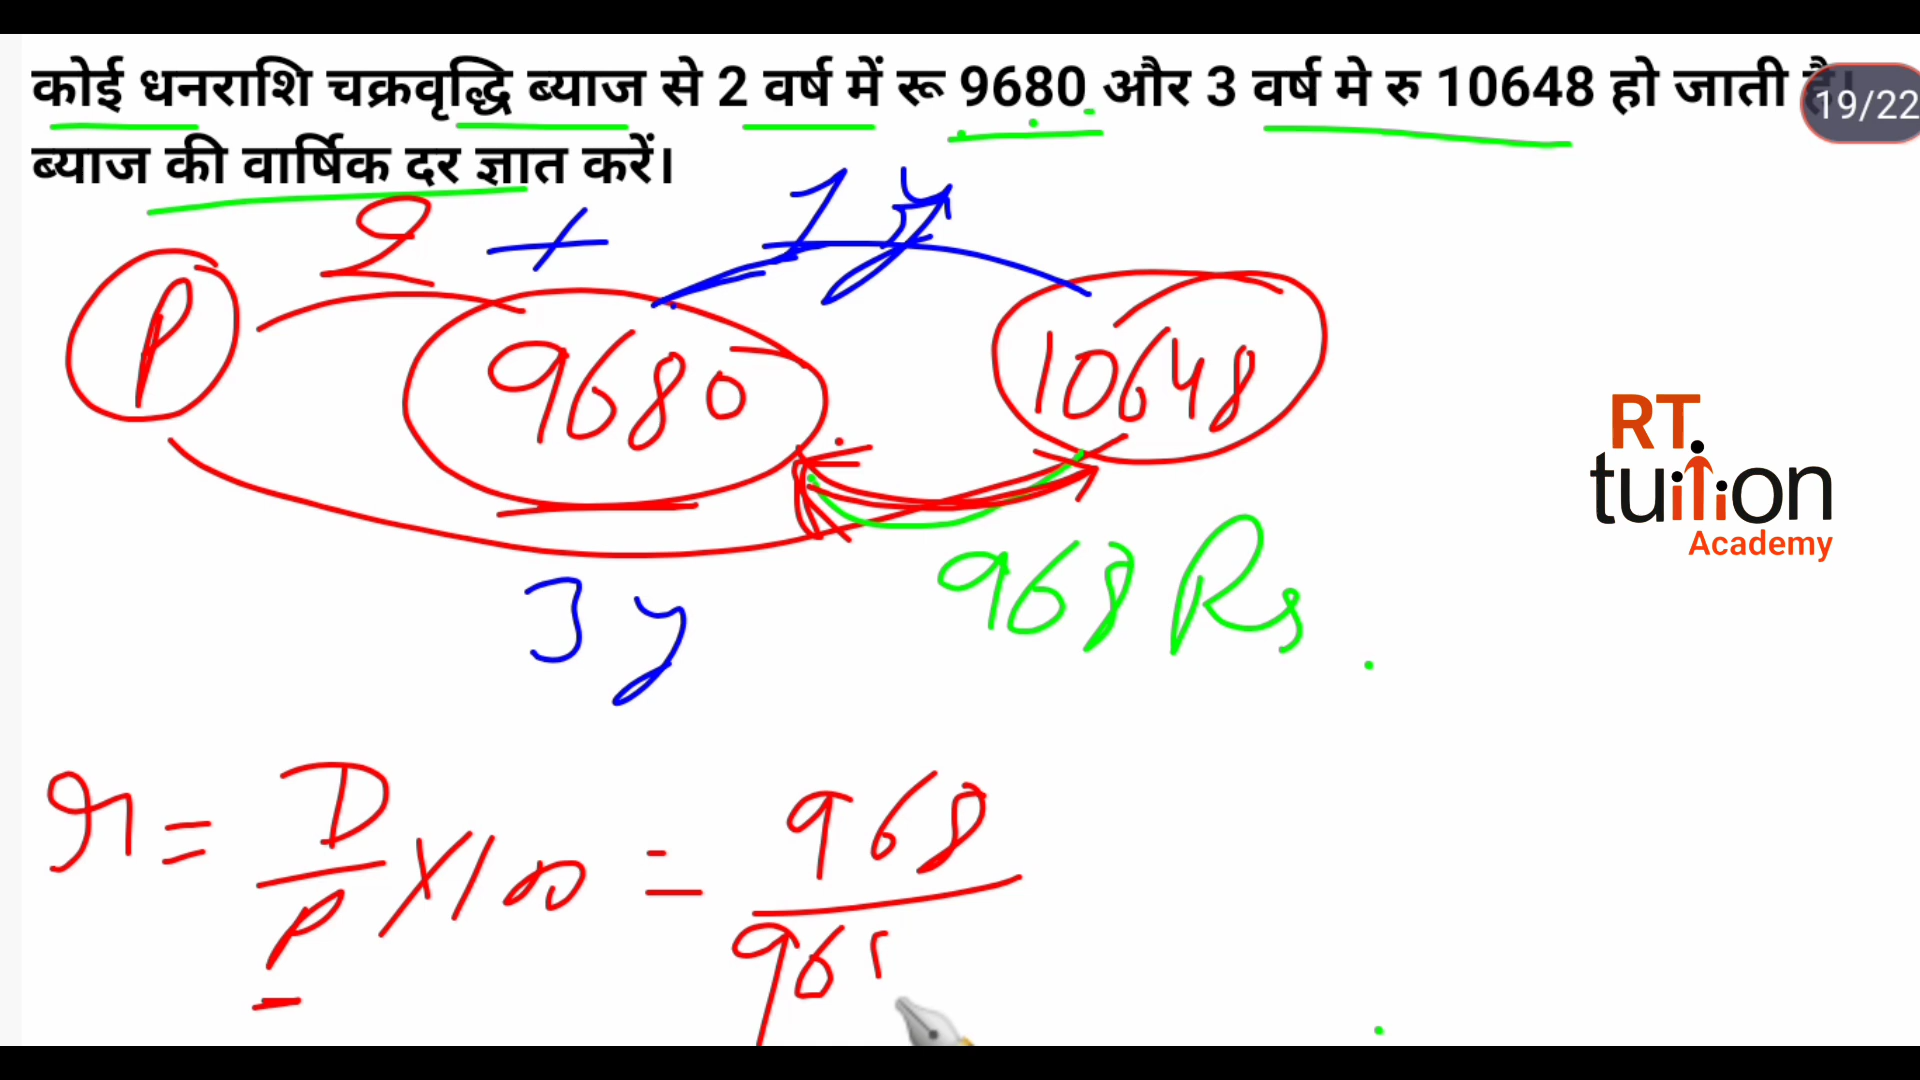 कोई धनराशि चक्रवृद्धि ब्याज से 2 वर्ष में रू 9680 और 3 वर्ष मे रु 10648 हो जाती है।
19/22
ब्याज की वार्षिक दर ज्ञात करें।
2 + 1y
P 9680 10648
RT
tuition
Academy
968 Rs.
3y
r = D/P × 100 = 968/968